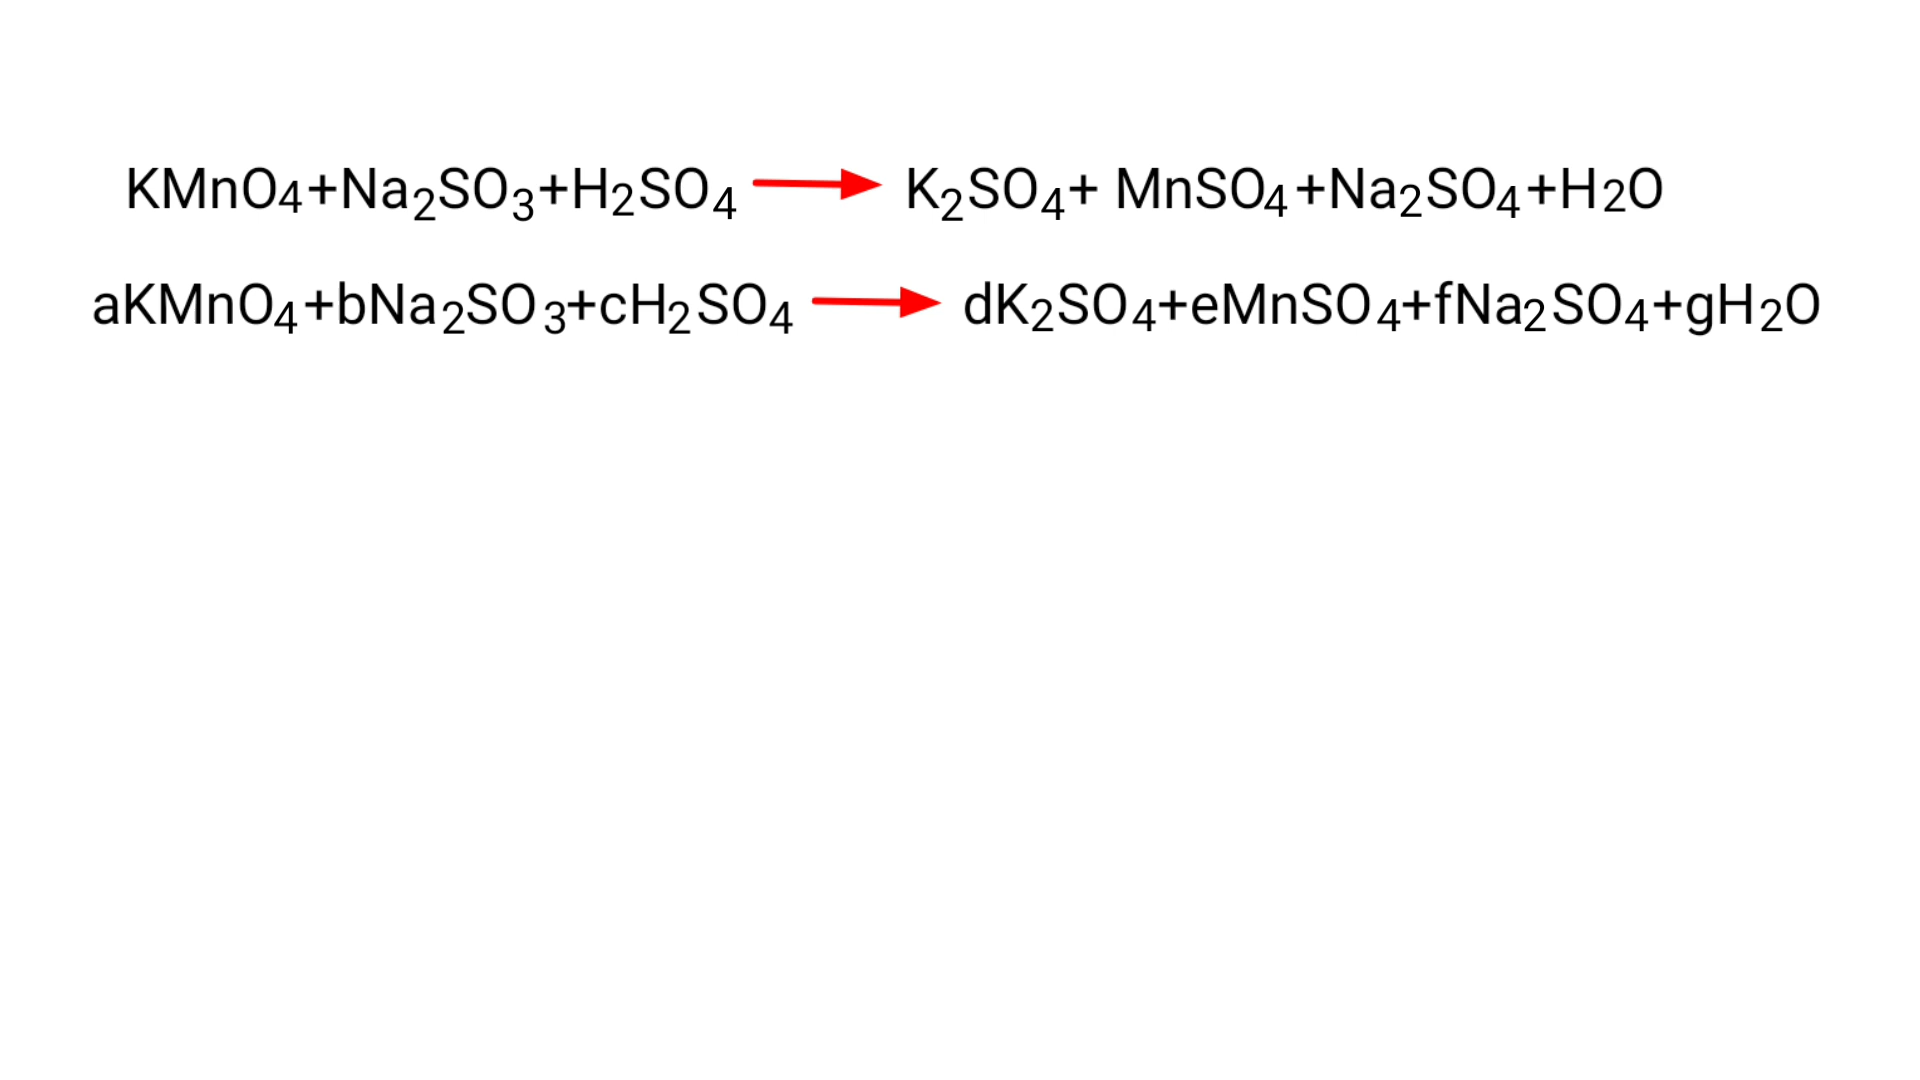 KMnO₄+Na₂SO₃+H₂SO₄ → K₂SO₄+ MnSO₄+Na₂SO₄+H₂O
aKMnO₄+bNa₂SO₃+cH₂SO₄ → dK₂SO₄+eMnSO₄+fNa₂SO₄+gH₂O